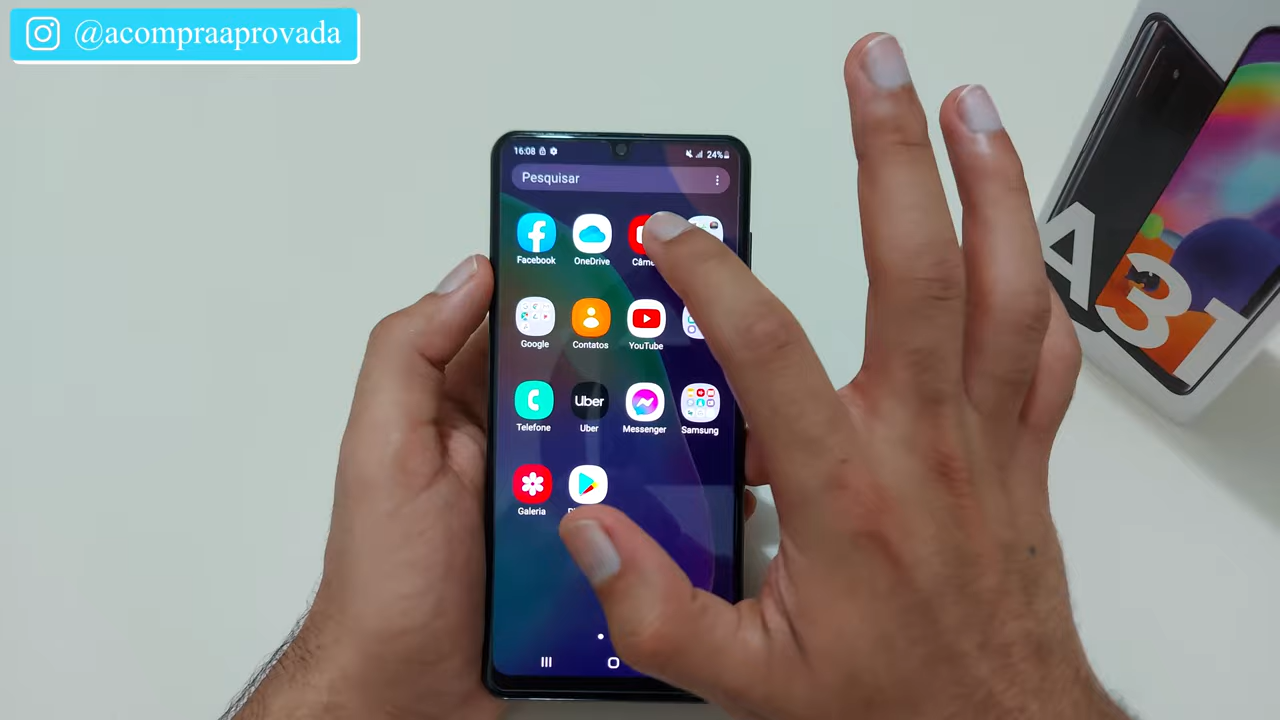 @acompraaprovada
16:08
24%
Pesquisar
Facebook
OneDrive
Google
Contatos
YouTube
Telefone
Uber
Uber
Messenger
Samsung
Galeria
A31